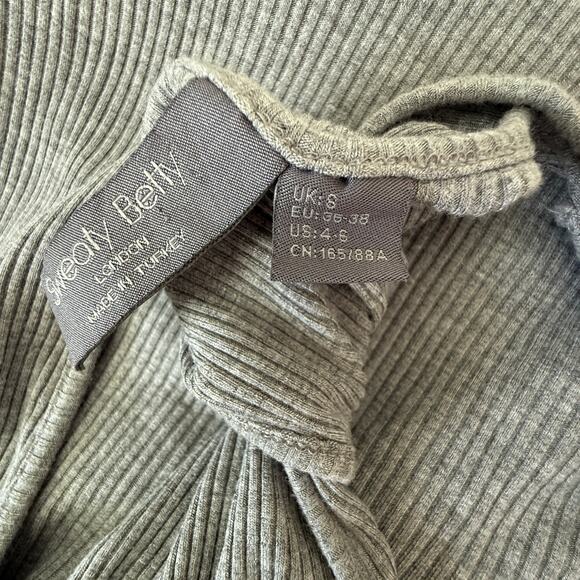 Sweaty Betty
LONDON
MADE IN TURKEY
UK: S
EU: 36-38
US: 4-6
CN: 165/88A